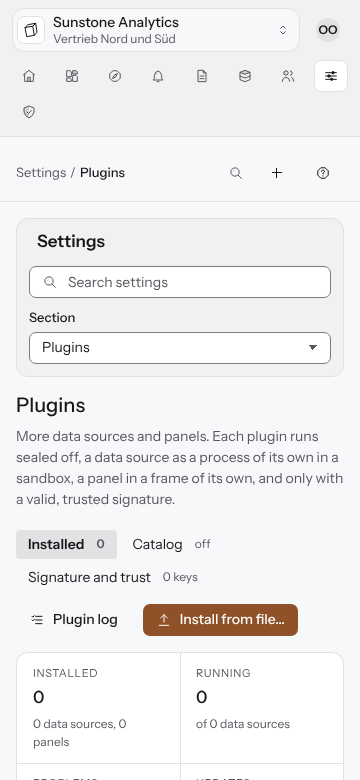 Sunstone Analytics
Vertrieb Nord und Süd
OO
Settings / Plugins
Settings
Search settings
Section
Plugins
Plugins
More data sources and panels. Each plugin runs
sealed off, a data source as a process of its own in a
sandbox, a panel in a frame of its own, and only with
a valid, trusted signature.
Installed 0
Catalog off
Signature and trust 0 keys
Plugin log
Install from file...
INSTALLED
0
0 data sources, 0
panels
RUNNING
0
of 0 data sources